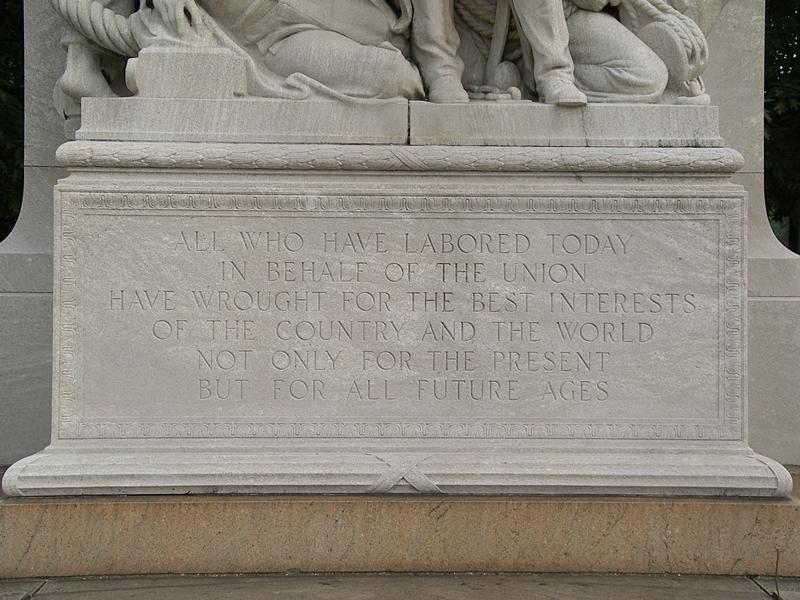 ALL WHO HAVE LABORED TODAY
IN BEHALF OF THE UNION
HAVE WROUGHT FOR THE BEST INTERESTS
OF THE COUNTRY AND THE WORLD
NOT ONLY FOR THE PRESENT
BUT FOR ALL FUTURE AGES